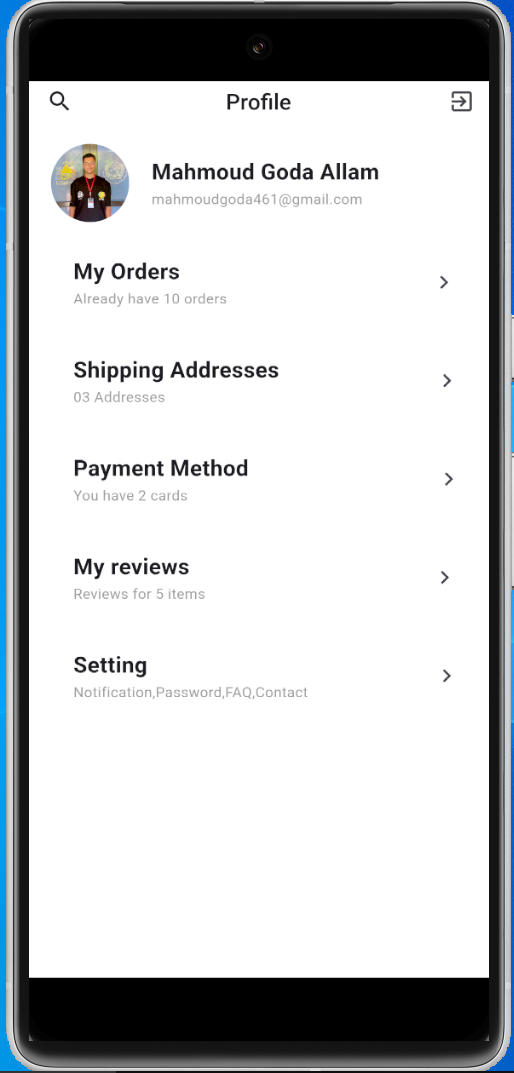 Profile
Mahmoud Goda Allam
mahmoudgoda461@gmail.com
My Orders
Already have 10 orders
Shipping Addresses
03 Addresses
Payment Method
You have 2 cards
My reviews
Reviews for 5 items
Setting
Notification,Password,FAQ,Contact